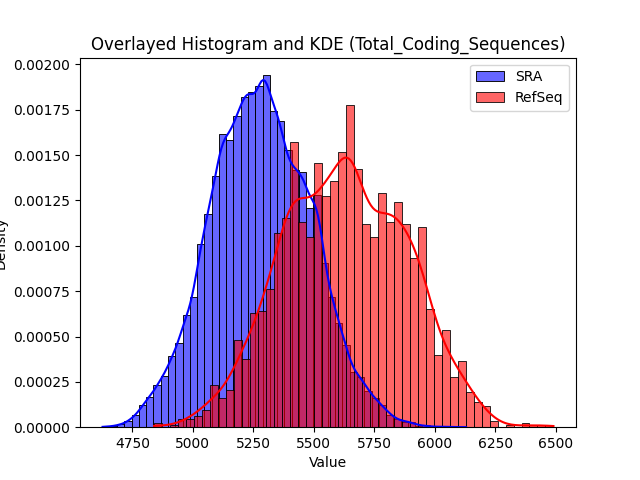 Overlayed Histogram and KDE (Total_Coding_Sequences)
SRA
RefSeq
0.00200
0.00175
0.00150
0.00125
0.00100
0.00075
0.00050
0.00025
0.00000
Density
4750 5000 5250 5500 5750 6000 6250 6500
Value